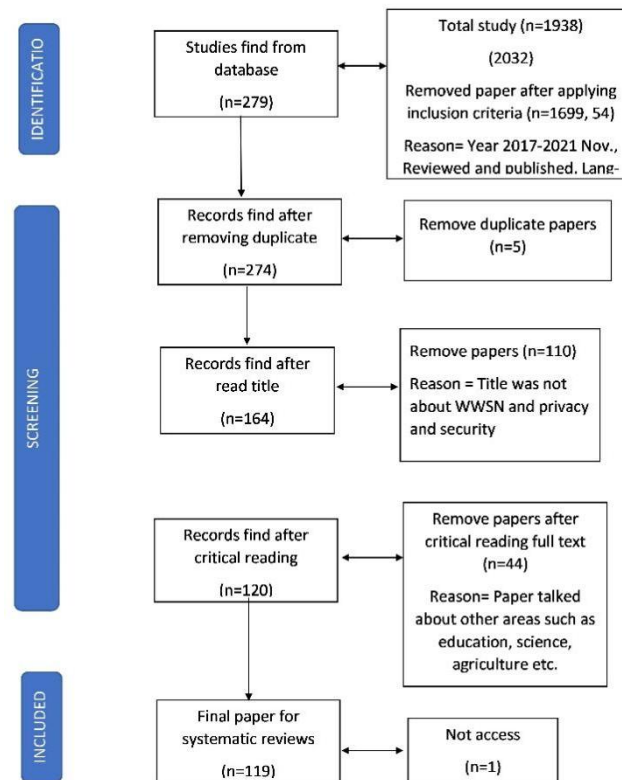 IDENTIFICATIO
Studies find from
database
(n=279)
Total study (n=1938)
(2032)
Removed paper after applying
inclusion criteria (n=1699, 54)
Reason= Year 2017-2021 Nov.,
Reviewed and published. Lang-
SCREENING
Records find after
removing duplicate
(n=274)
Remove duplicate papers
(n=5)
Records find after
read title
(n=164)
Remove papers (n=110)
Reason = Title was not
about WWSN and privacy
and security
Records find after
critical reading
(n=120)
Remove papers after
critical reading full text
(n=44)
Reason= Paper talked
about other areas such as
education, science,
agriculture etc.
INCLUDED
Final paper for
systematic reviews
(n=119)
Not access
(n=1)